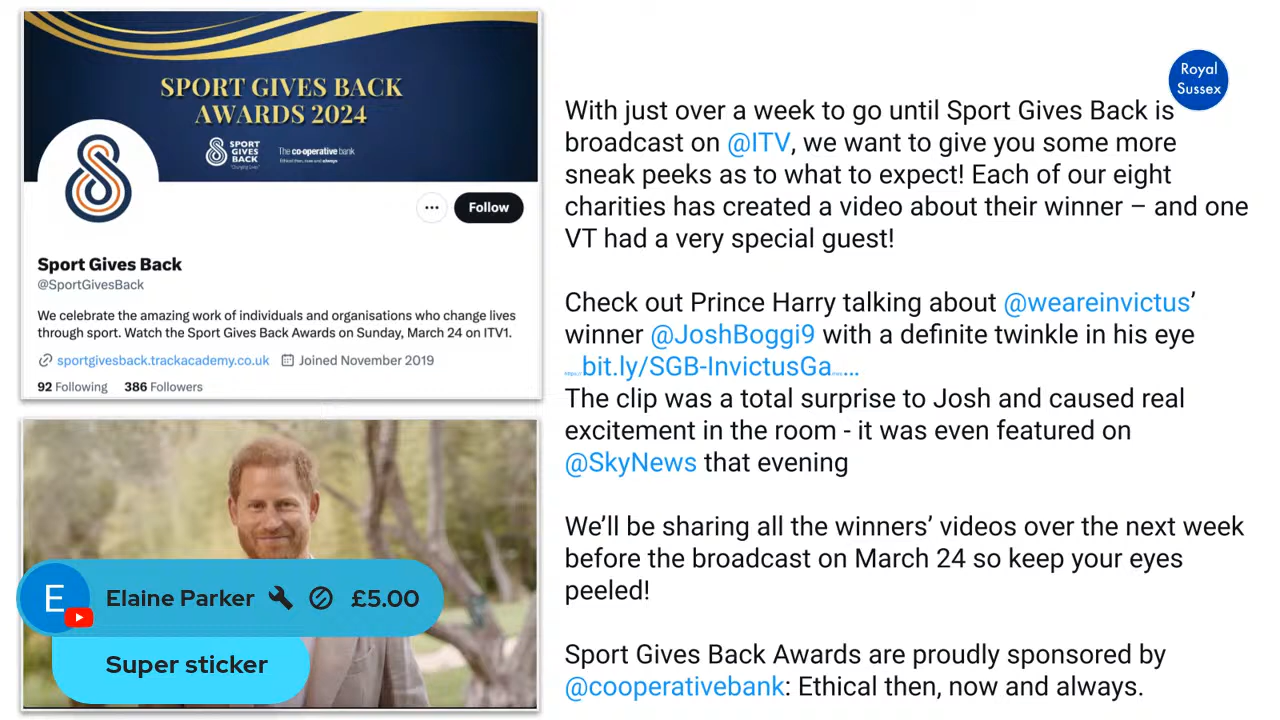 SPORT GIVES BACK
AWARDS 2024
SPORT
GIVES
BACK
The co-operative bank
Ethical then, now and always
Follow
Sport Gives Back
@SportGivesBack
We celebrate the amazing work of individuals and organisations who change lives
through sport. Watch the Sport Gives Back Awards on Sunday, March 24 on ITV1.
sportgivesback.trackacademy.co.uk Joined November 2019
92 Following 386 Followers
E
Elaine Parker £5.00
Super sticker
Royal
Sussex
With just over a week to go until Sport Gives Back is
broadcast on @ITV, we want to give you some more
sneak peeks as to what to expect! Each of our eight
charities has created a video about their winner – and one
VT had a very special guest!
Check out Prince Harry talking about @weareinvictus’
winner @JoshBoggi9 with a definite twinkle in his eye
bit.ly/SGB-InvictusGa…
The clip was a total surprise to Josh and caused real
excitement in the room - it was even featured on
@SkyNews that evening
We’ll be sharing all the winners’ videos over the next week
before the broadcast on March 24 so keep your eyes
peeled!
Sport Gives Back Awards are proudly sponsored by
@cooperativebank: Ethical then, now and always.